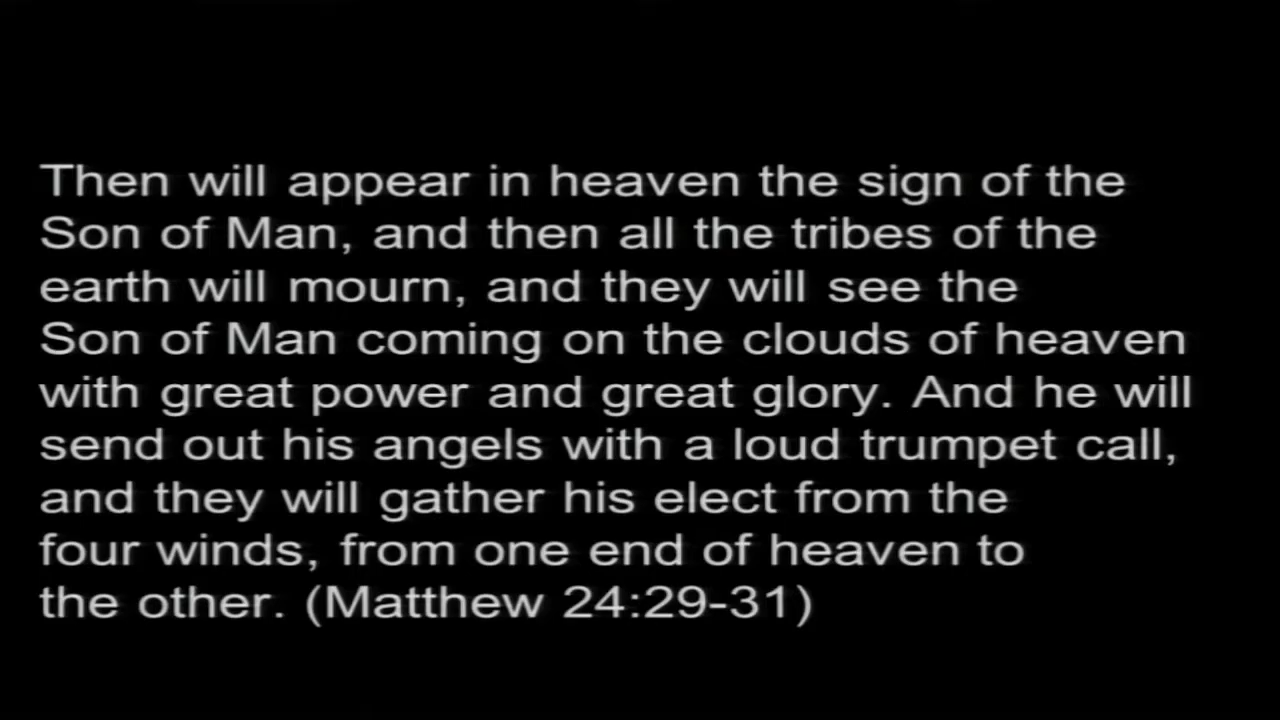 Then will appear in heaven the sign of the
Son of Man, and then all the tribes of the
earth will mourn, and they will see the
Son of Man coming on the clouds of heaven
with great power and great glory. And he will
send out his angels with a loud trumpet call,
and they will gather his elect from the
four winds, from one end of heaven to
the other. (Matthew 24:29-31)